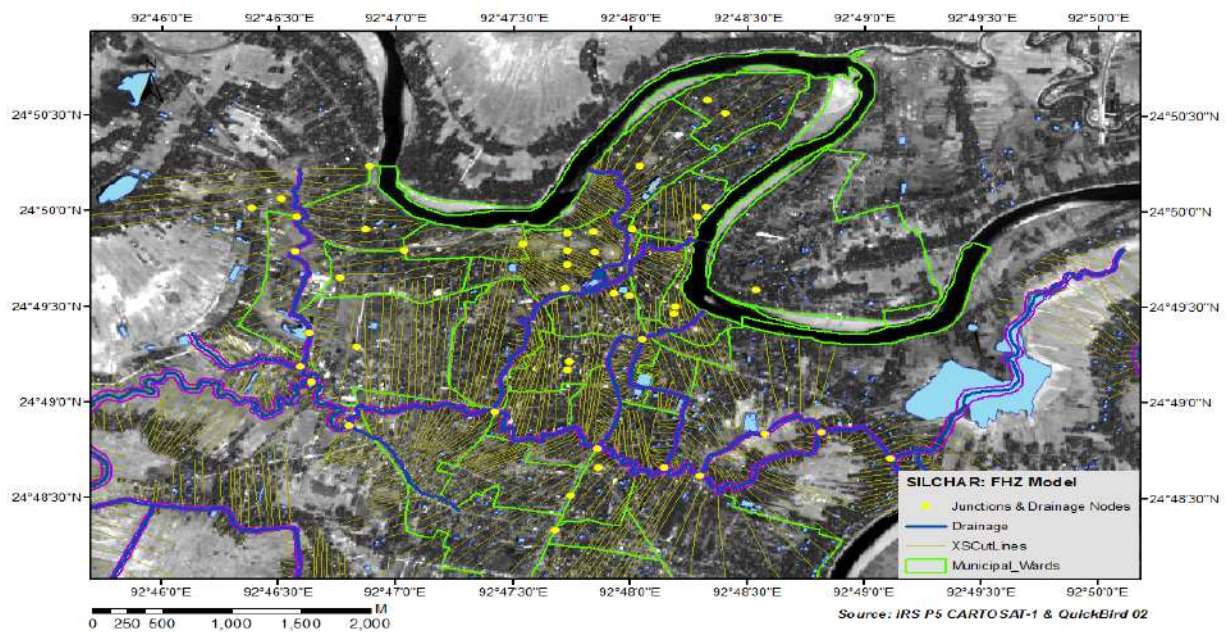 92°46'0"E 92°46'30"E 92°47'0"E 92°47'30"E 92°48'0"E 92°48'30"E 92°49'0"E 92°49'30"E 92°50'0"E
24°50'30"N 24°50'30"N
24°50'0"N 24°50'0"N
24°49'30"N 24°49'30"N
24°49'0"N 24°49'0"N
24°48'30"N 24°48'30"N
SILCHAR: FHZ Model
Junctions & Drainage Nodes
Drainage
XSCutLines
Municipal_Wards
92°46'0"E 92°46'30"E 92°47'0"E 92°47'30"E 92°48'0"E 92°48'30"E 92°49'0"E 92°49'30"E 92°50'0"E
M
0 250 500 1,000 1,500 2,000
Source: IRS P5 CARTOSAT-1 & QuickBird 02